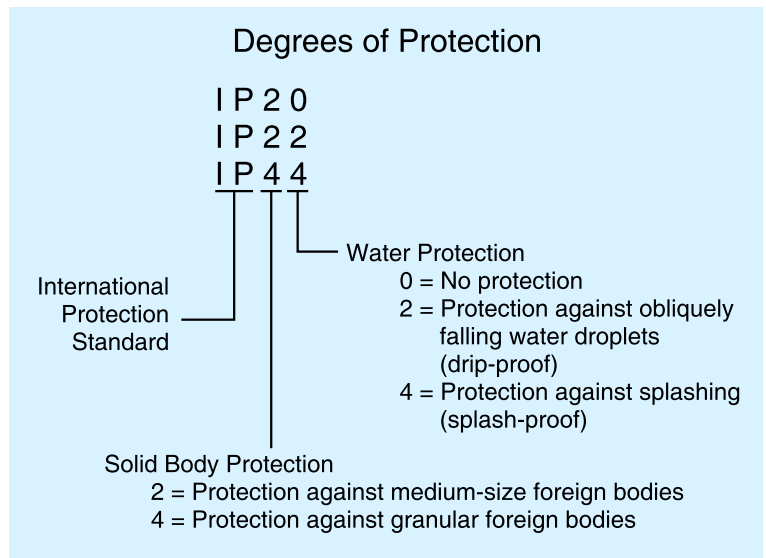 Degrees of Protection
I P 2 0
I P 2 2
I P 4 4
Water Protection
0 = No protection
2 = Protection against obliquely
falling water droplets
(drip-proof)
4 = Protection against splashing
(splash-proof)
International
Protection
Standard
Solid Body Protection
2 = Protection against medium-size foreign bodies
4 = Protection against granular foreign bodies